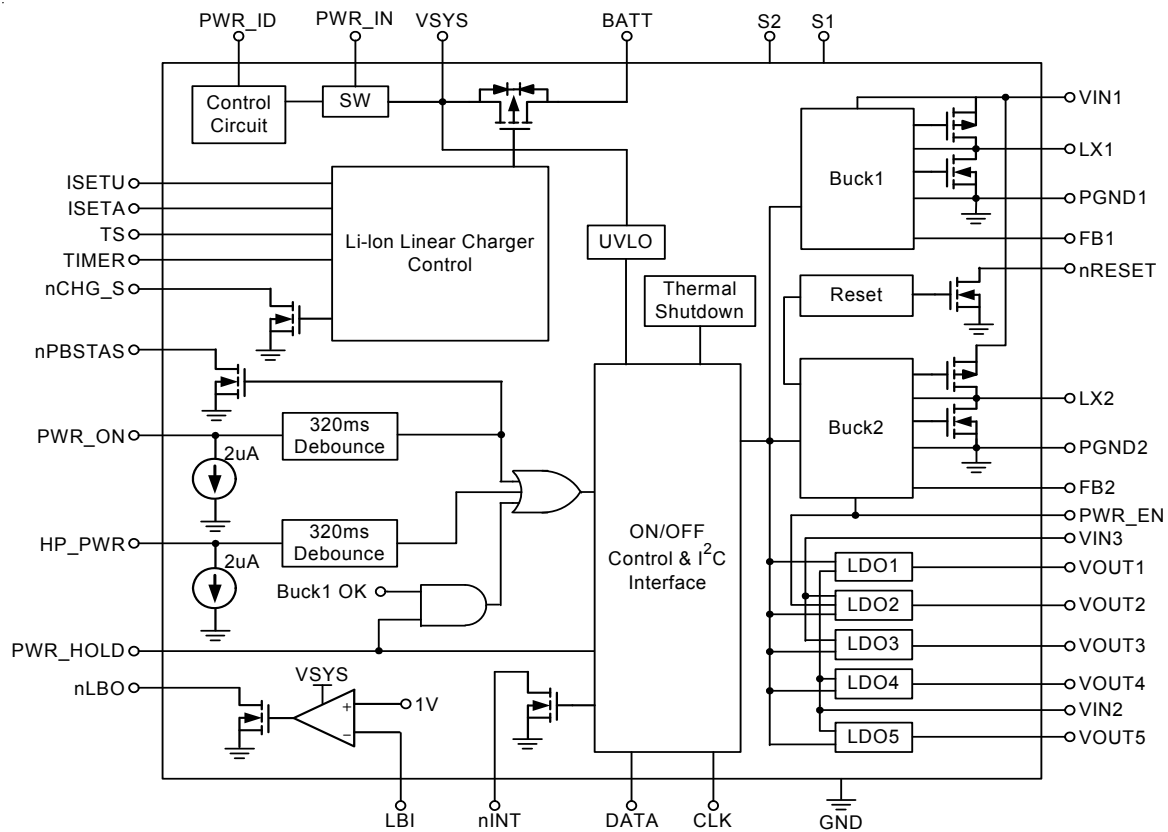 PWR_ID
PWR_IN
VSYS
BATT
S2
S1
Control
Circuit
SW
VIN1
LX1
PGND1
FB1
nRESET
Buck1
ISETU
ISETA
TS
TIMER
nCHG_S
nPBSTAS
Li-Ion Linear Charger
Control
UVLO
Thermal
Shutdown
Reset
Buck2
LX2
PGND2
FB2
PWR_EN
VIN3
PWR_ON
320ms
Debounce
2uA
HP_PWR
320ms
Debounce
2uA
ON/OFF
Control & I²C
Interface
Buck1 OK
PWR_HOLD
LDO1
VOUT1
LDO2
VOUT2
LDO3
VOUT3
LDO4
VOUT4
VIN2
LDO5
VOUT5
nLBO
VSYS
+
−
1V
LBI
nINT
DATA
CLK
GND